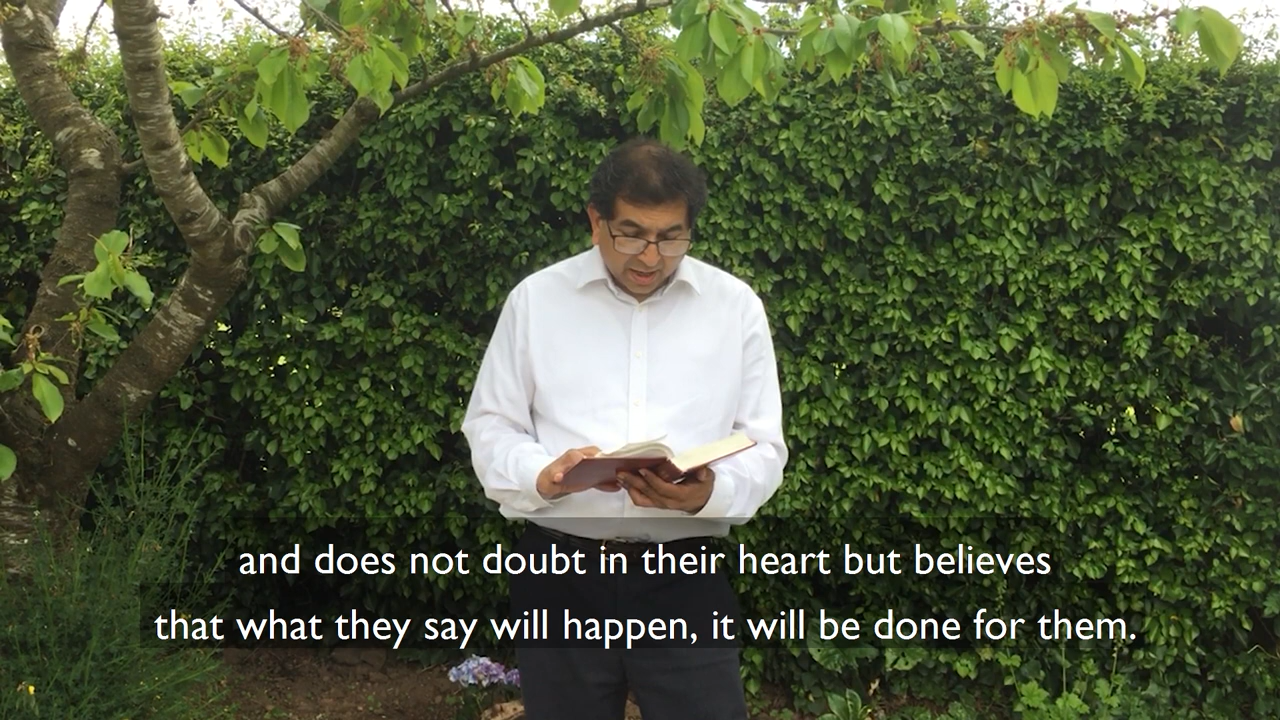 and does not doubt in their heart but believes
that what they say will happen, it will be done for them.